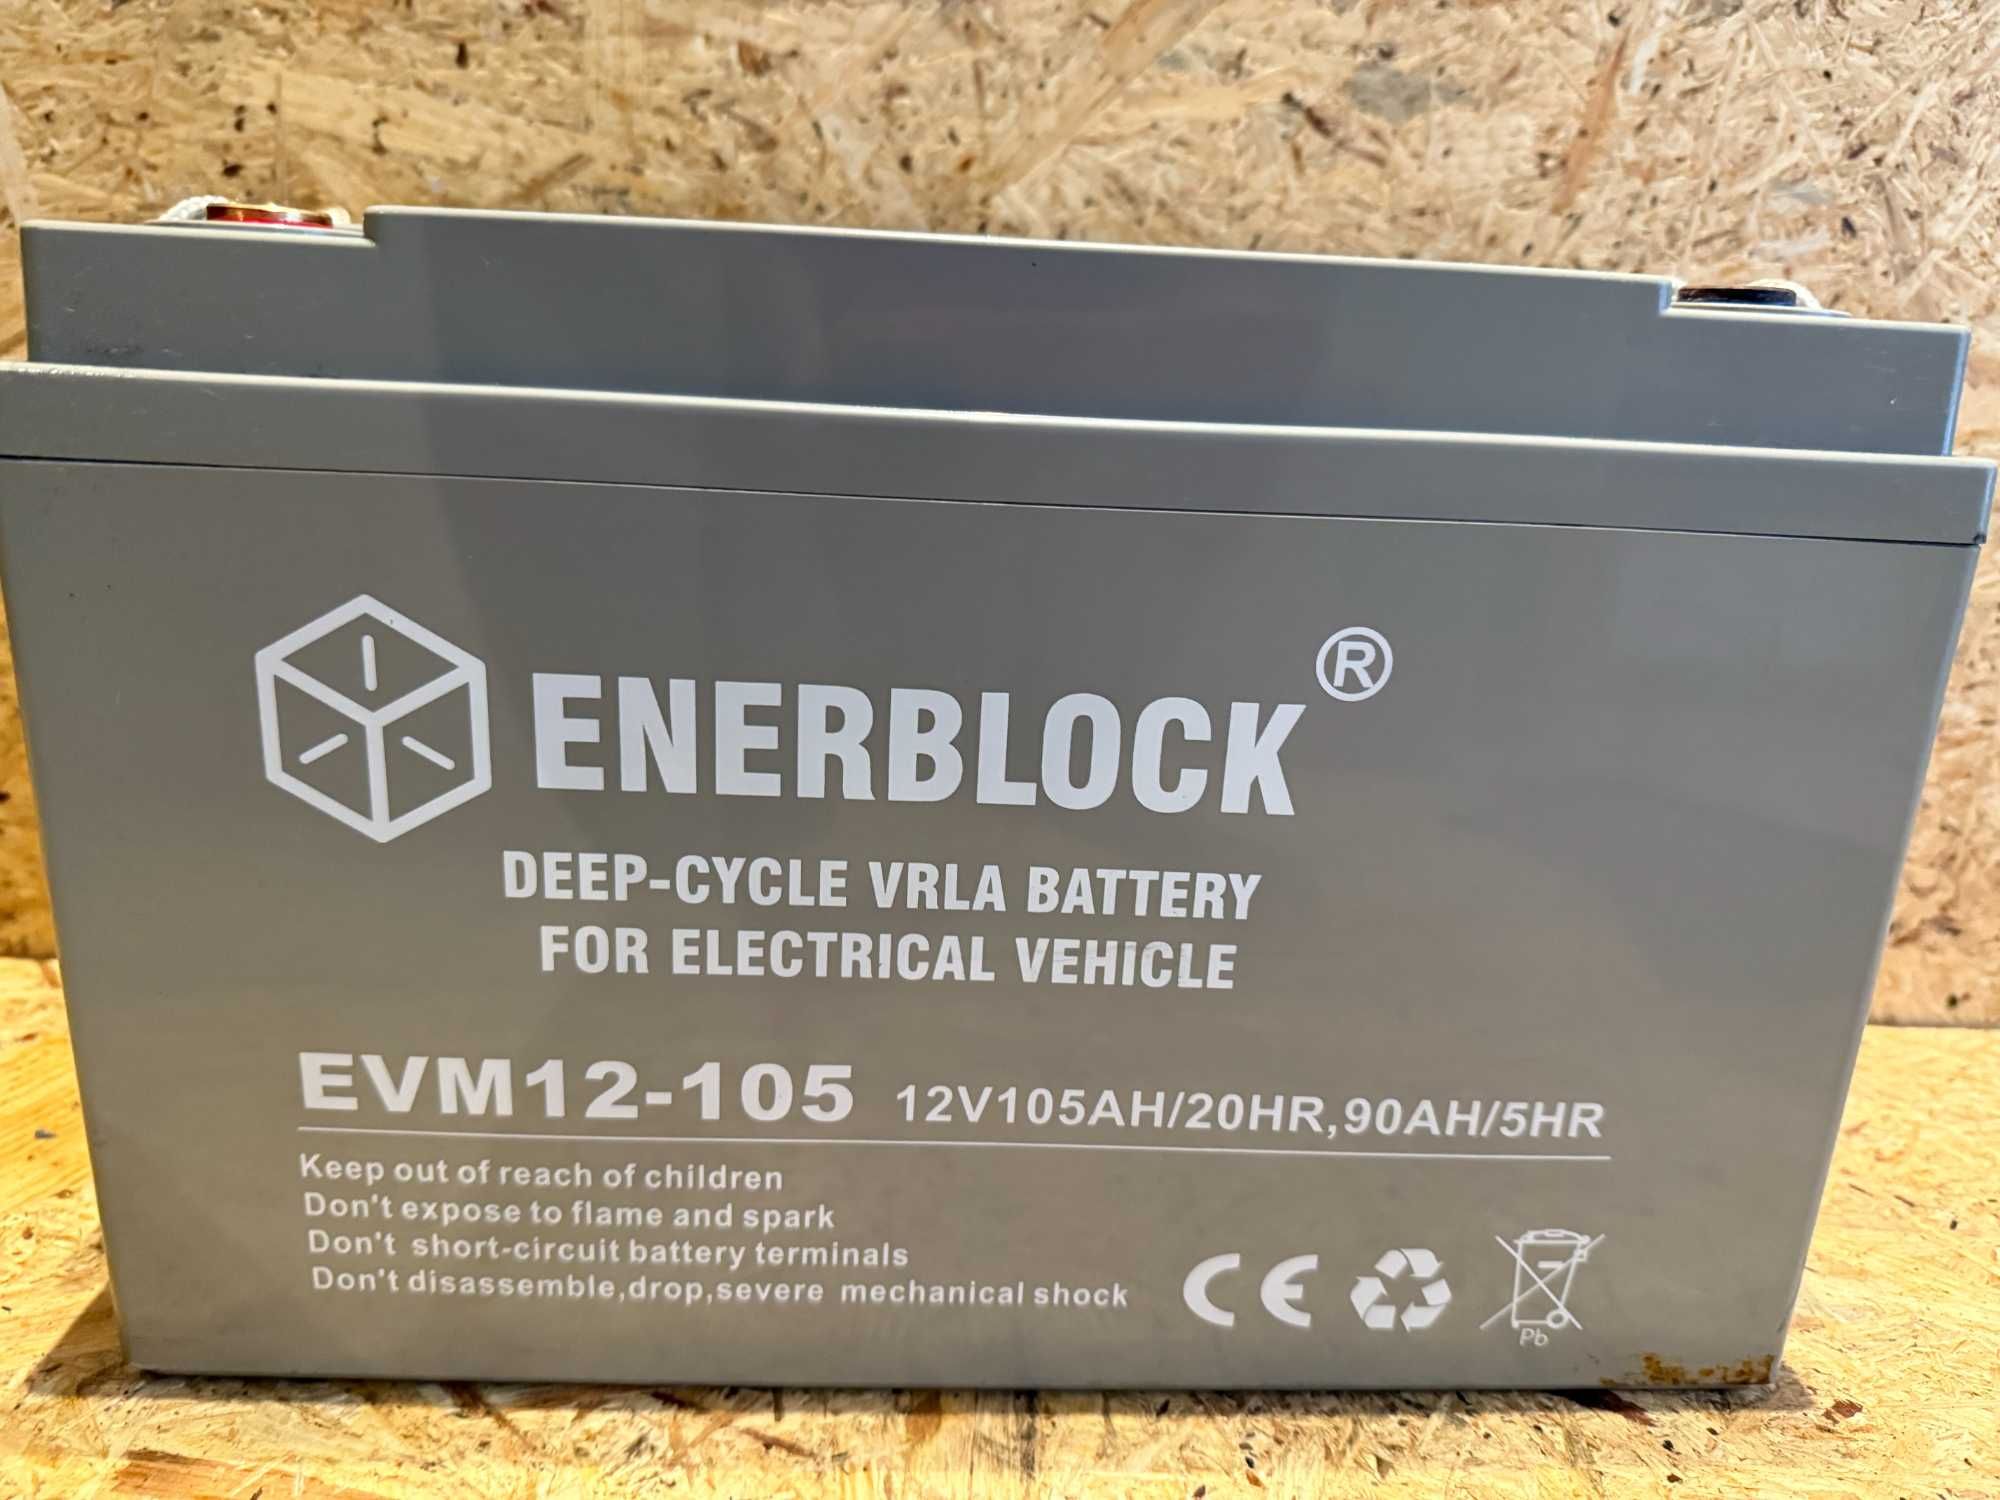 ENERBLOCK®
DEEP-CYCLE VRLA BATTERY
FOR ELECTRICAL VEHICLE
EVM12-105 12V105AH/20HR,90AH/5HR
Keep out of reach of children
Don't expose to flame and spark
Don't short-circuit battery terminals
Don't disassemble,drop,severe mechanical shock
CE
Pb